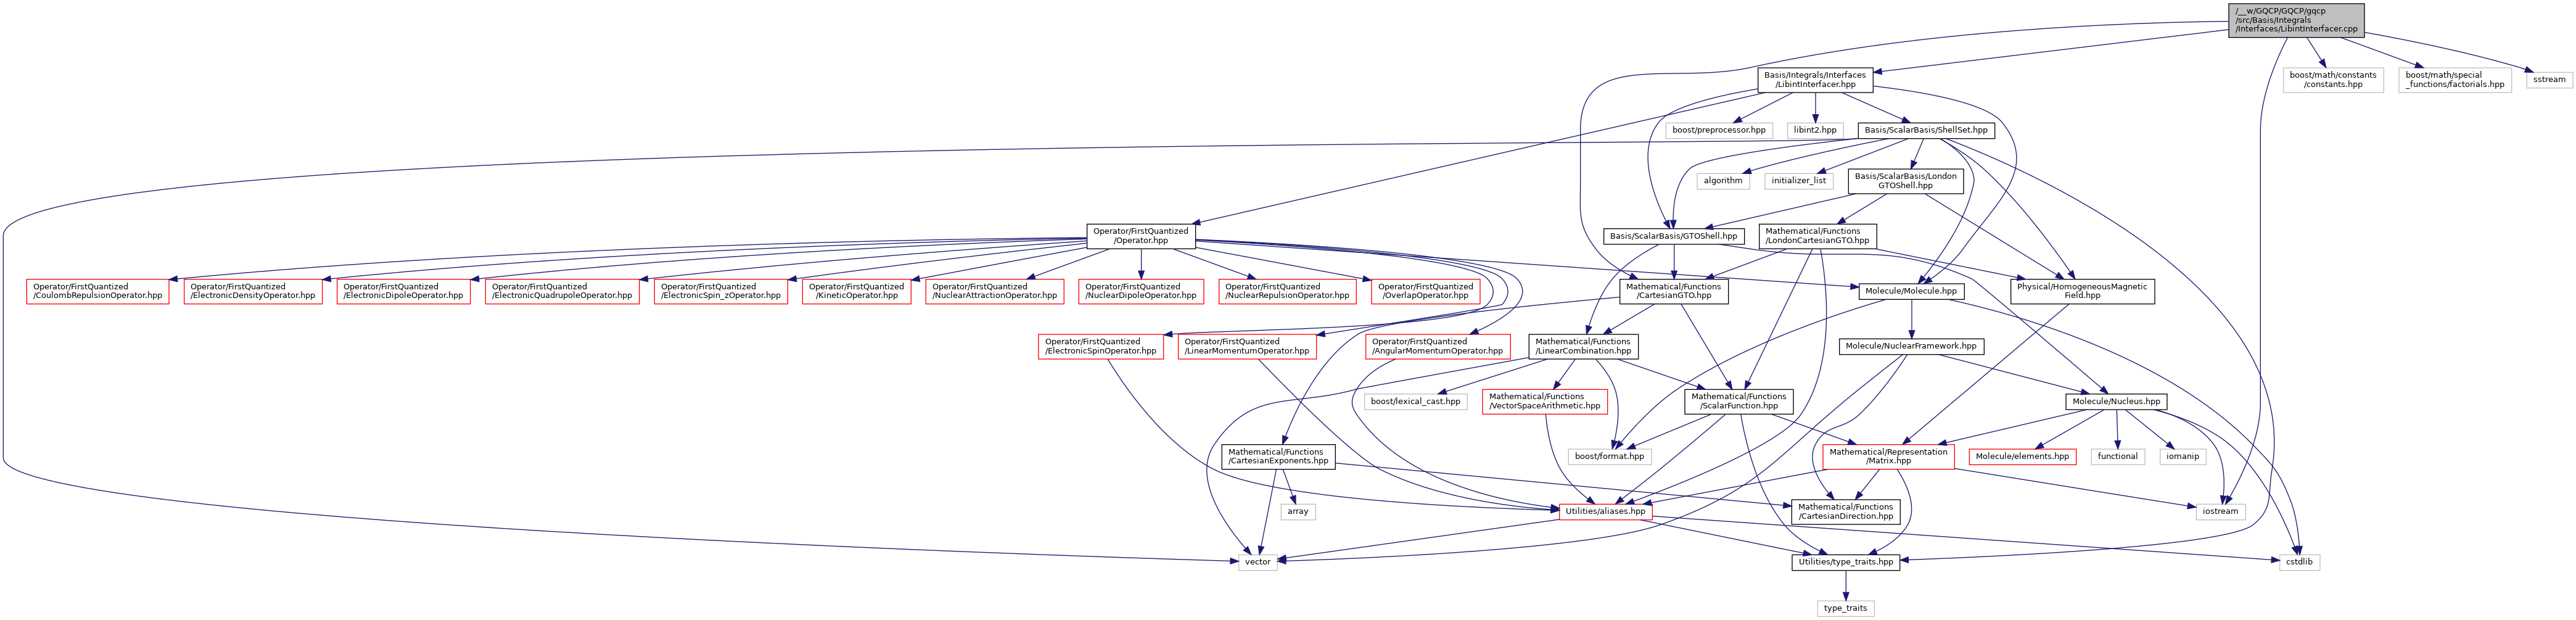 /__w/GQCP/GQCP/gqcp
/src/Basis/Integrals
/Interfaces/LibintInterfacer.cpp
Basis/Integrals/Interfaces
/LibintInterfacer.hpp
boost/math/constants
/constants.hpp
boost/math/special
_functions/factorials.hpp
sstream
boost/preprocessor.hpp
libint2.hpp
Basis/ScalarBasis/ShellSet.hpp
algorithm
initializer_list
Basis/ScalarBasis/London
GTOShell.hpp
Operator/FirstQuantized
/Operator.hpp
Basis/ScalarBasis/GTOShell.hpp
Mathematical/Functions
/LondonCartesianGTO.hpp
Operator/FirstQuantized
/CoulombRepulsionOperator.hpp
Operator/FirstQuantized
/ElectronicDensityOperator.hpp
Operator/FirstQuantized
/ElectronicDipoleOperator.hpp
Operator/FirstQuantized
/ElectronicQuadrupoleOperator.hpp
Operator/FirstQuantized
/ElectronicSpin_zOperator.hpp
Operator/FirstQuantized
/KineticOperator.hpp
Operator/FirstQuantized
/NuclearAttractionOperator.hpp
Operator/FirstQuantized
/NuclearDipoleOperator.hpp
Operator/FirstQuantized
/NuclearRepulsionOperator.hpp
Operator/FirstQuantized
/OverlapOperator.hpp
Mathematical/Functions
/CartesianGTO.hpp
Molecule/Molecule.hpp
Physical/HomogeneousMagnetic
Field.hpp
Operator/FirstQuantized
/ElectronicSpinOperator.hpp
Operator/FirstQuantized
/LinearMomentumOperator.hpp
Operator/FirstQuantized
/AngularMomentumOperator.hpp
Mathematical/Functions
/LinearCombination.hpp
Molecule/NuclearFramework.hpp
boost/lexical_cast.hpp
Mathematical/Functions
/VectorSpaceArithmetic.hpp
Mathematical/Functions
/ScalarFunction.hpp
Molecule/Nucleus.hpp
Mathematical/Functions
/CartesianExponents.hpp
boost/format.hpp
Mathematical/Representation
/Matrix.hpp
Molecule/elements.hpp
functional
iomanip
array
Utilities/aliases.hpp
Mathematical/Functions
/CartesianDirection.hpp
iostream
vector
Utilities/type_traits.hpp
cstdlib
type_traits